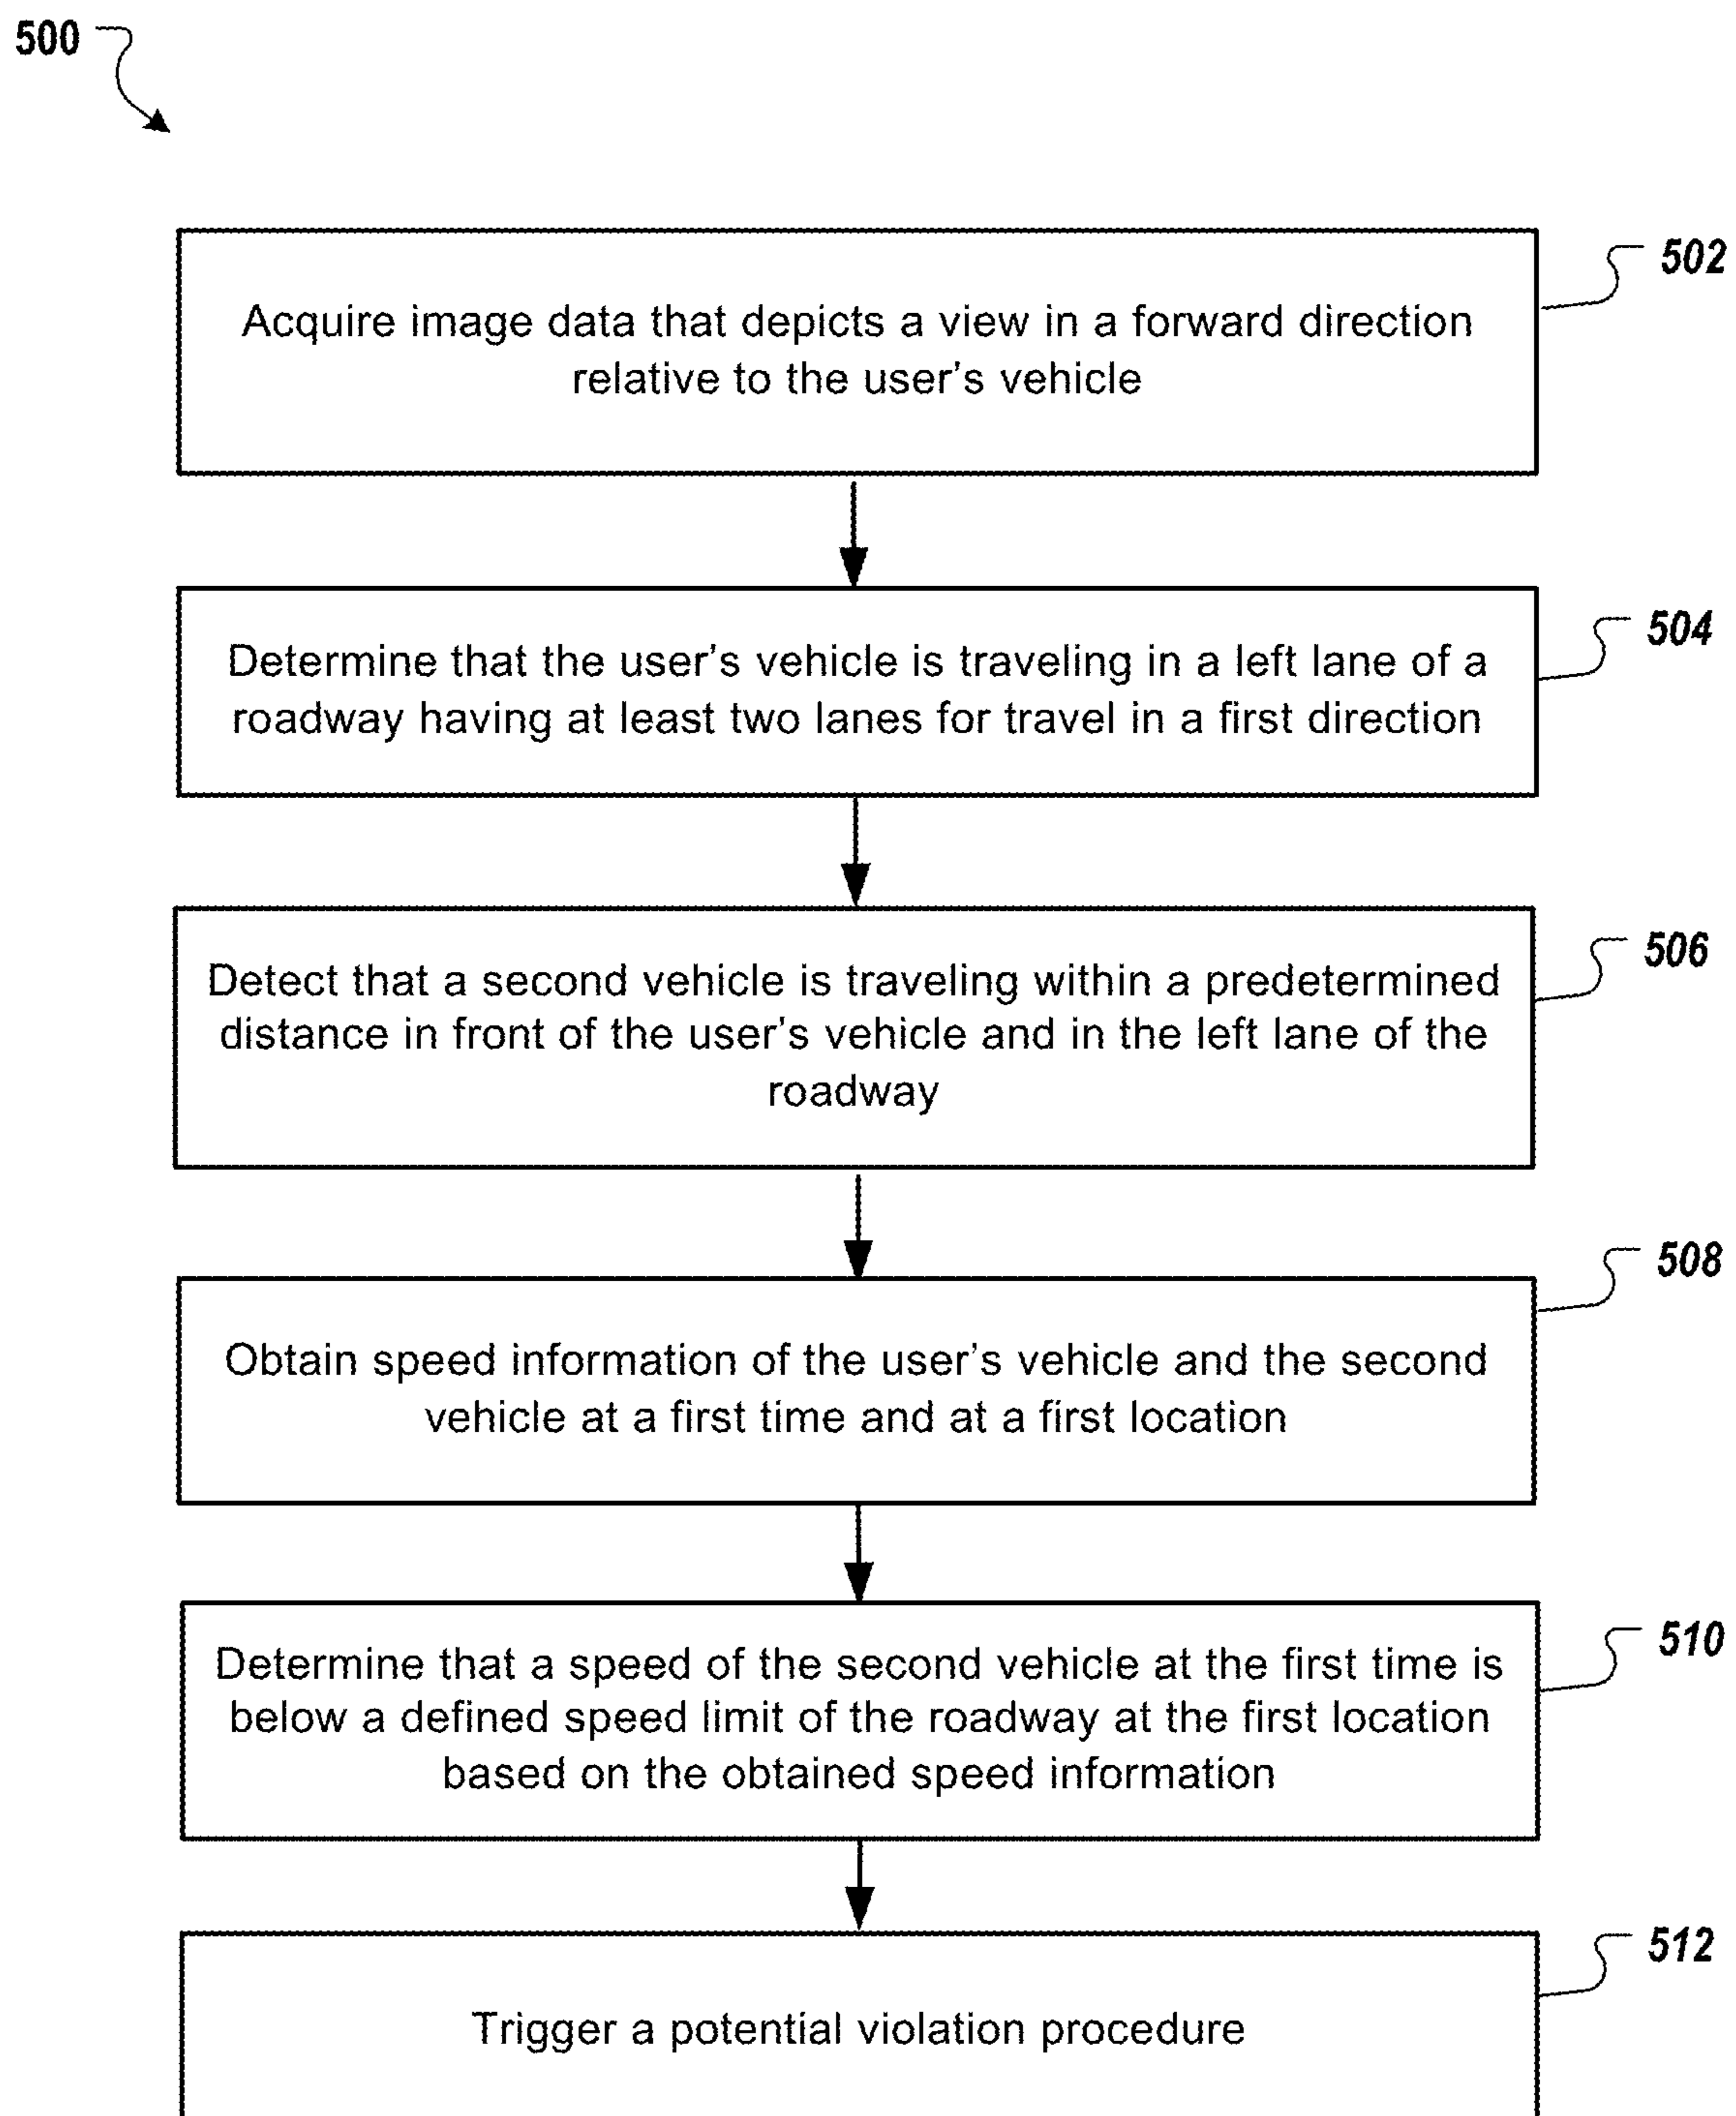 500
502
Acquire image data that depicts a view in a forward direction
relative to the user's vehicle
504
Determine that the user's vehicle is traveling in a left lane of a
roadway having at least two lanes for travel in a first direction
506
Detect that a second vehicle is traveling within a predetermined
distance in front of the user's vehicle and in the left lane of the
roadway
508
Obtain speed information of the user's vehicle and the second
vehicle at a first time and at a first location
510
Determine that a speed of the second vehicle at the first time is
below a defined speed limit of the roadway at the first location
based on the obtained speed information
512
Trigger a potential violation procedure